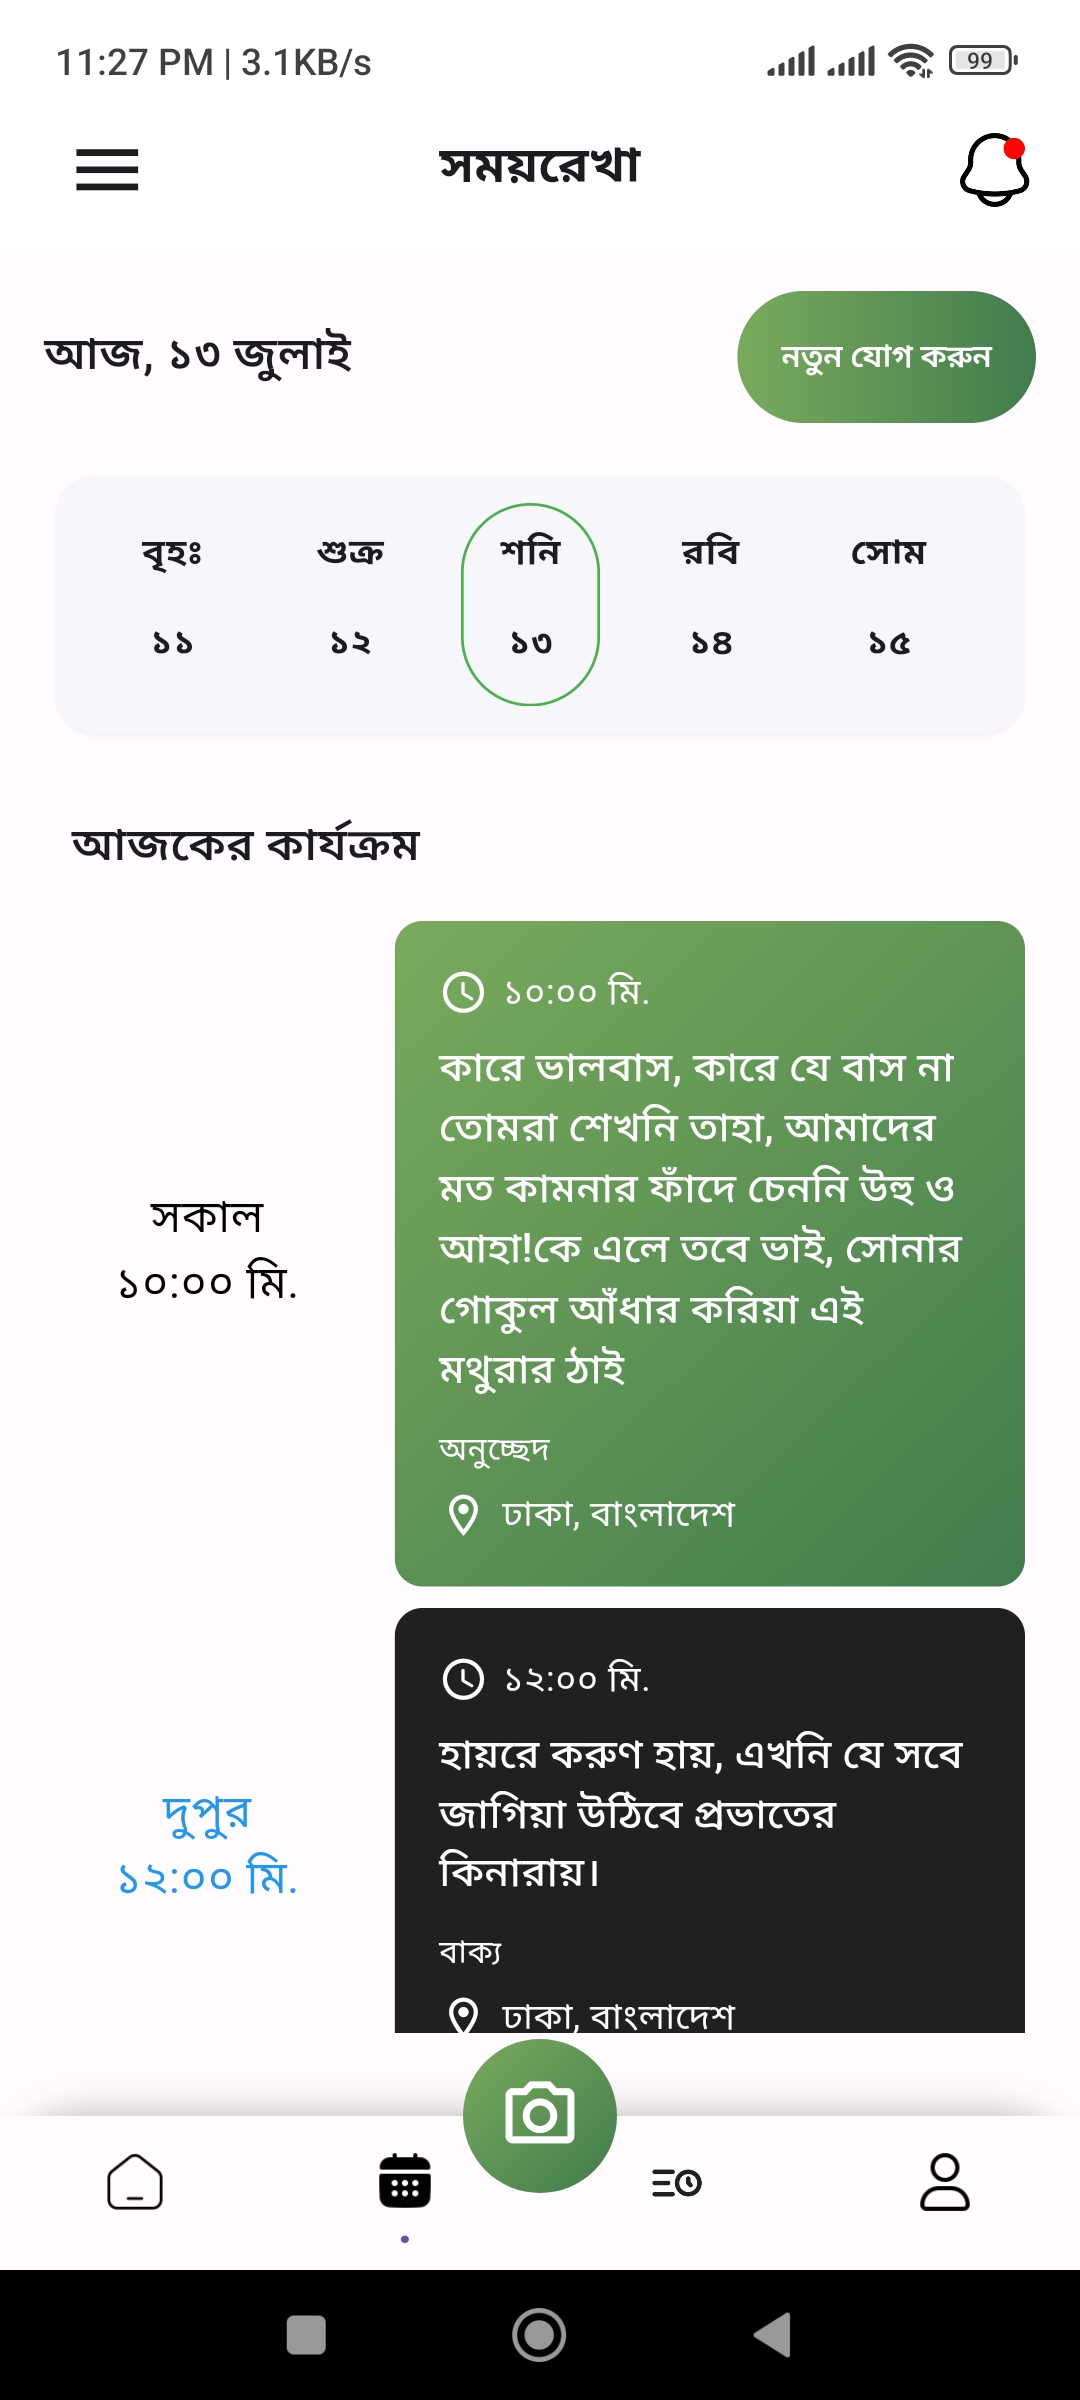 11:27 PM | 3.1KB/s
99
সময়রেখা
আজ, ১৩ জুলাই
নতুন যোগ করুন
বৃহঃ শুক্র শনি রবি সোম
১১ ১২ ১৩ ১৪ ১৫
আজকের কার্যক্রম
সকাল
১০:০০ মি.
১০:০০ মি.
কারে ভালবাস, কারে যে বাস না
তোমরা শেখনি তাহা, আমাদের
মত কামনার ফাঁদে চেননি উহু ও
আহা!কে এলে তবে ভাই, সোনার
গোকুল আঁধার করিয়া এই
মথুরার ঠাই
অনুচ্ছেদ
ঢাকা, বাংলাদেশ
দুপুর
১২:০০ মি.
১২:০০ মি.
হায়রে করুণ হায়, এখনি যে সবে
জাগিয়া উঠিবে প্রভাতের
কিনারায়।
বাক্য
ঢাকা, বাংলাদেশ